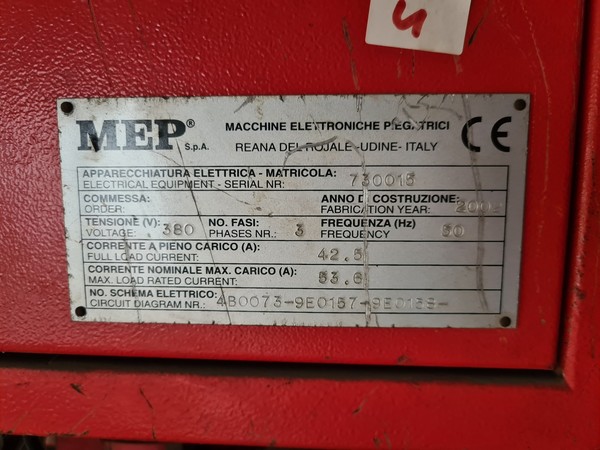 4
MEP® S.p.A. MACCHINE ELETTRONICHE PIEGATRICI CE
REANA DEL ROJALE -UDINE- ITALY
APPARECCHIATURA ELETTRICA - MATRICOLA: 730015
ELECTRICAL EQUIPMENT - SERIAL NR:
COMMESSA: ANNO DI COSTRUZIONE:
ORDER: FABRICATION YEAR:
TENSIONE (V): 380 NO. FASI: 3 FREQUENZA (Hz) 50
VOLTAGE: PHASES NR.: FREQUENCY
CORRENTE A PIENO CARICO (A): 42.5
FULL LOAD CURRENT:
CORRENTE NOMINALE MAX. CARICO (A): 53.6
MAX. LOAD RATED CURRENT:
NO. SCHEMA ELETTRICO:
CIRCUIT DIAGRAM NR.: